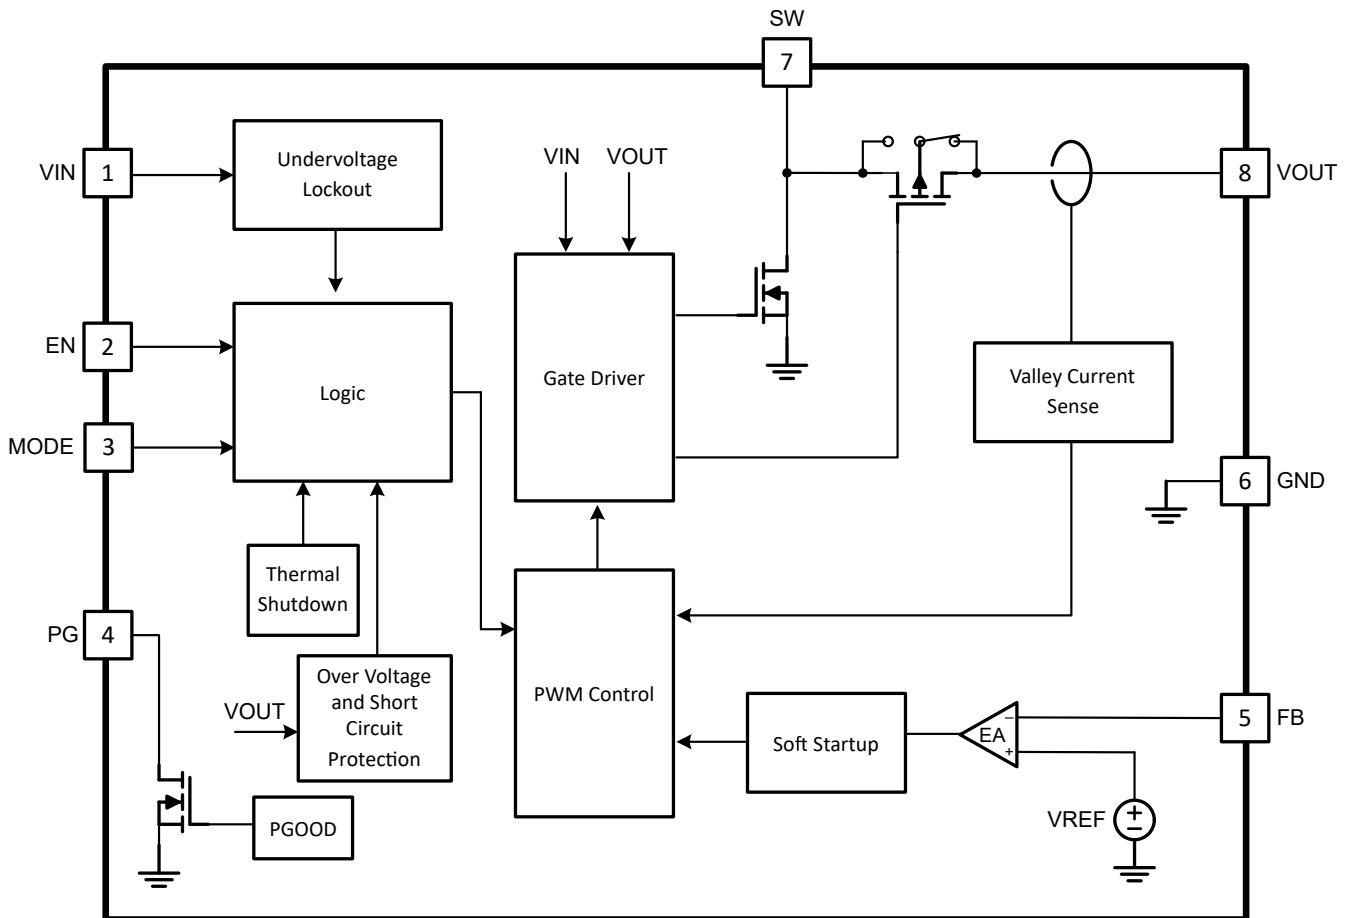 SW
7
VIN
1
Undervoltage
Lockout
VIN
VOUT
8
VOUT
EN
2
Logic
Gate Driver
Valley Current
Sense
MODE
3
6
GND
Thermal
Shutdown
PG
4
Over Voltage
and Short
Circuit
Protection
VOUT
PWM Control
Soft Startup
EA
−
+
5
FB
VREF
+
−
PGOOD